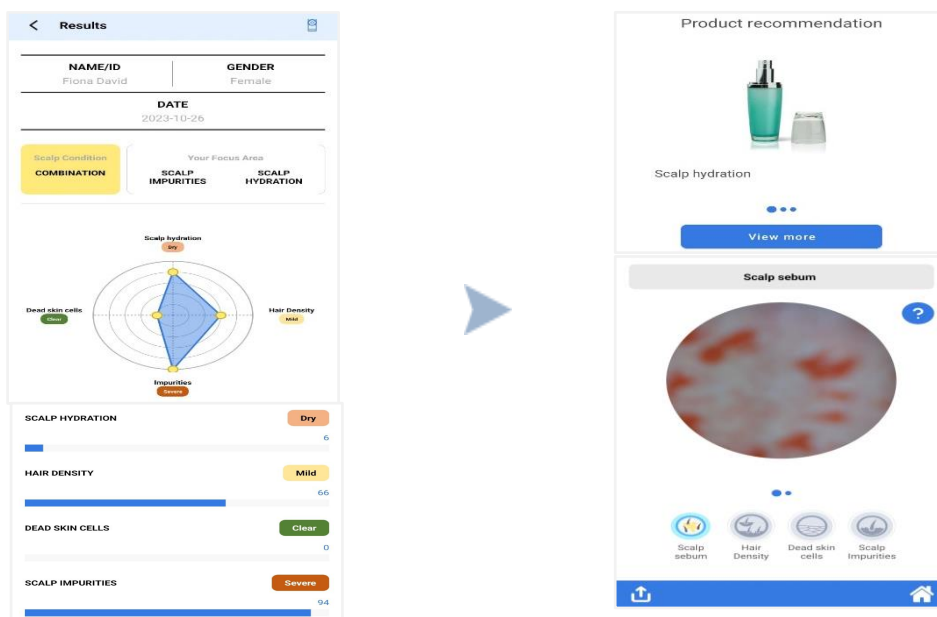 Results
NAME/ID
GENDER
Fiona David
Female
DATE
2023-10-26
Scalp Condition
COMBINATION
Your Focus Area
SCALP IMPURITIES
SCALP HYDRATION
Scalp hydration
Dry
Dead skin cells
Clear
Hair Density
Mild
Impurities
Severe
SCALP HYDRATION
Dry
6
HAIR DENSITY
Mild
66
DEAD SKIN CELLS
Clear
0
SCALP IMPURITIES
Severe
94
Product recommendation
Scalp hydration
View more
Scalp sebum
?
Scalp sebum
Hair Density
Dead skin cells
Scalp Impurities